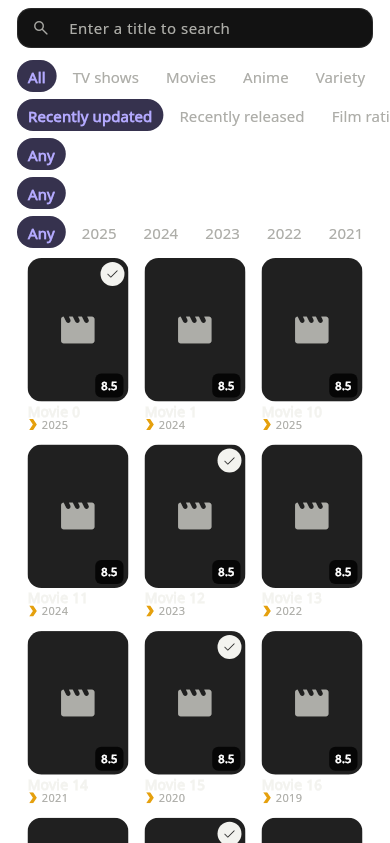 Enter a title to search
All TV shows Movies Anime Variety
Recently updated Recently released Film rati
Any
Any
Any 2025 2024 2023 2022 2021
8.5 8.5 8.5
Movie 0 Movie 1 Movie 10
2025 2024 2025
8.5 8.5 8.5
Movie 11 Movie 12 Movie 13
2024 2023 2022
8.5 8.5 8.5
Movie 14 Movie 15 Movie 16
2021 2020 2019